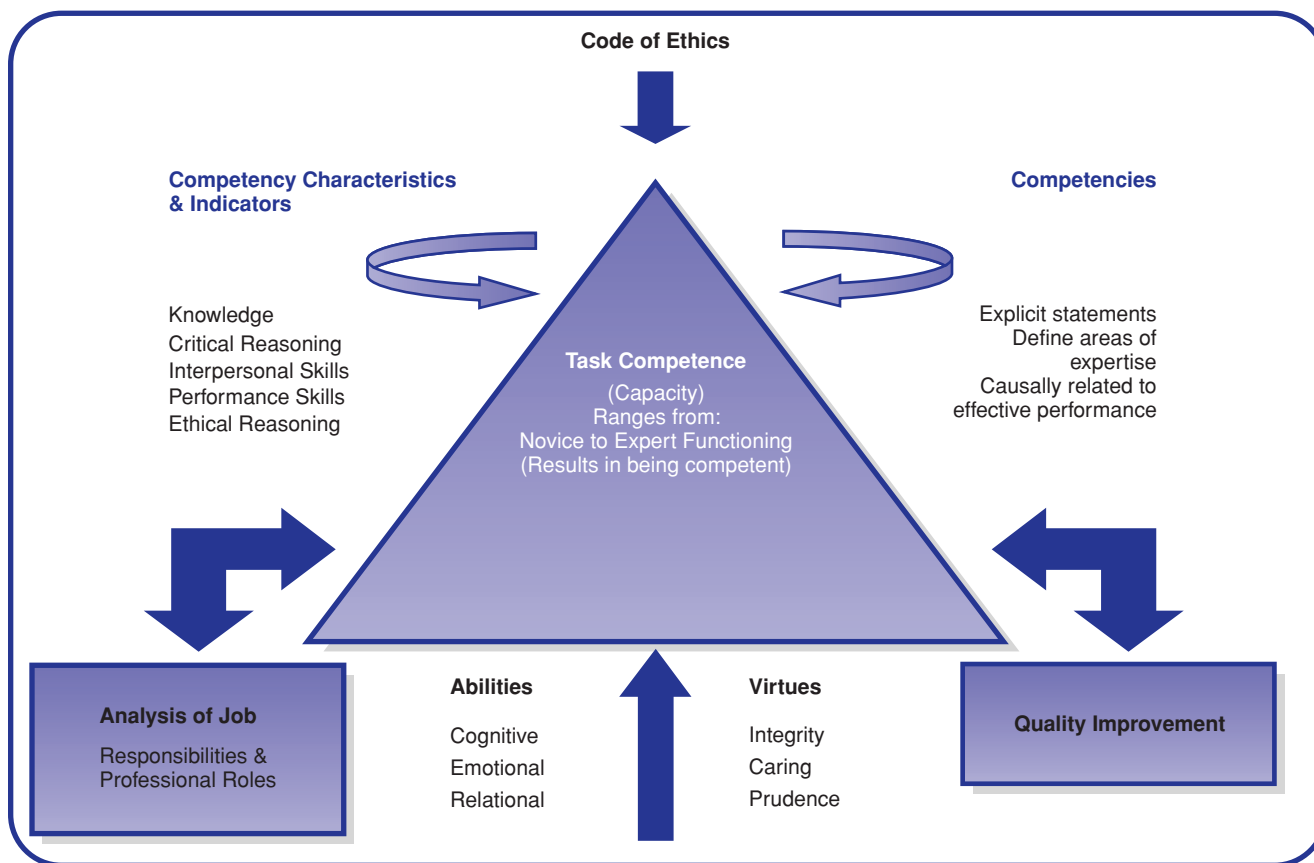 Code of Ethics
Competency Characteristics
& Indicators
Knowledge
Critical Reasoning
Interpersonal Skills
Performance Skills
Ethical Reasoning
Competencies
Explicit statements
Define areas of
expertise
Causally related to
effective performance
Task Competence
(Capacity)
Ranges from:
Novice to Expert Functioning
(Results in being competent)
Analysis of Job
Responsibilities &
Professional Roles
Abilities
Cognitive
Emotional
Relational
Virtues
Integrity
Caring
Prudence
Quality Improvement